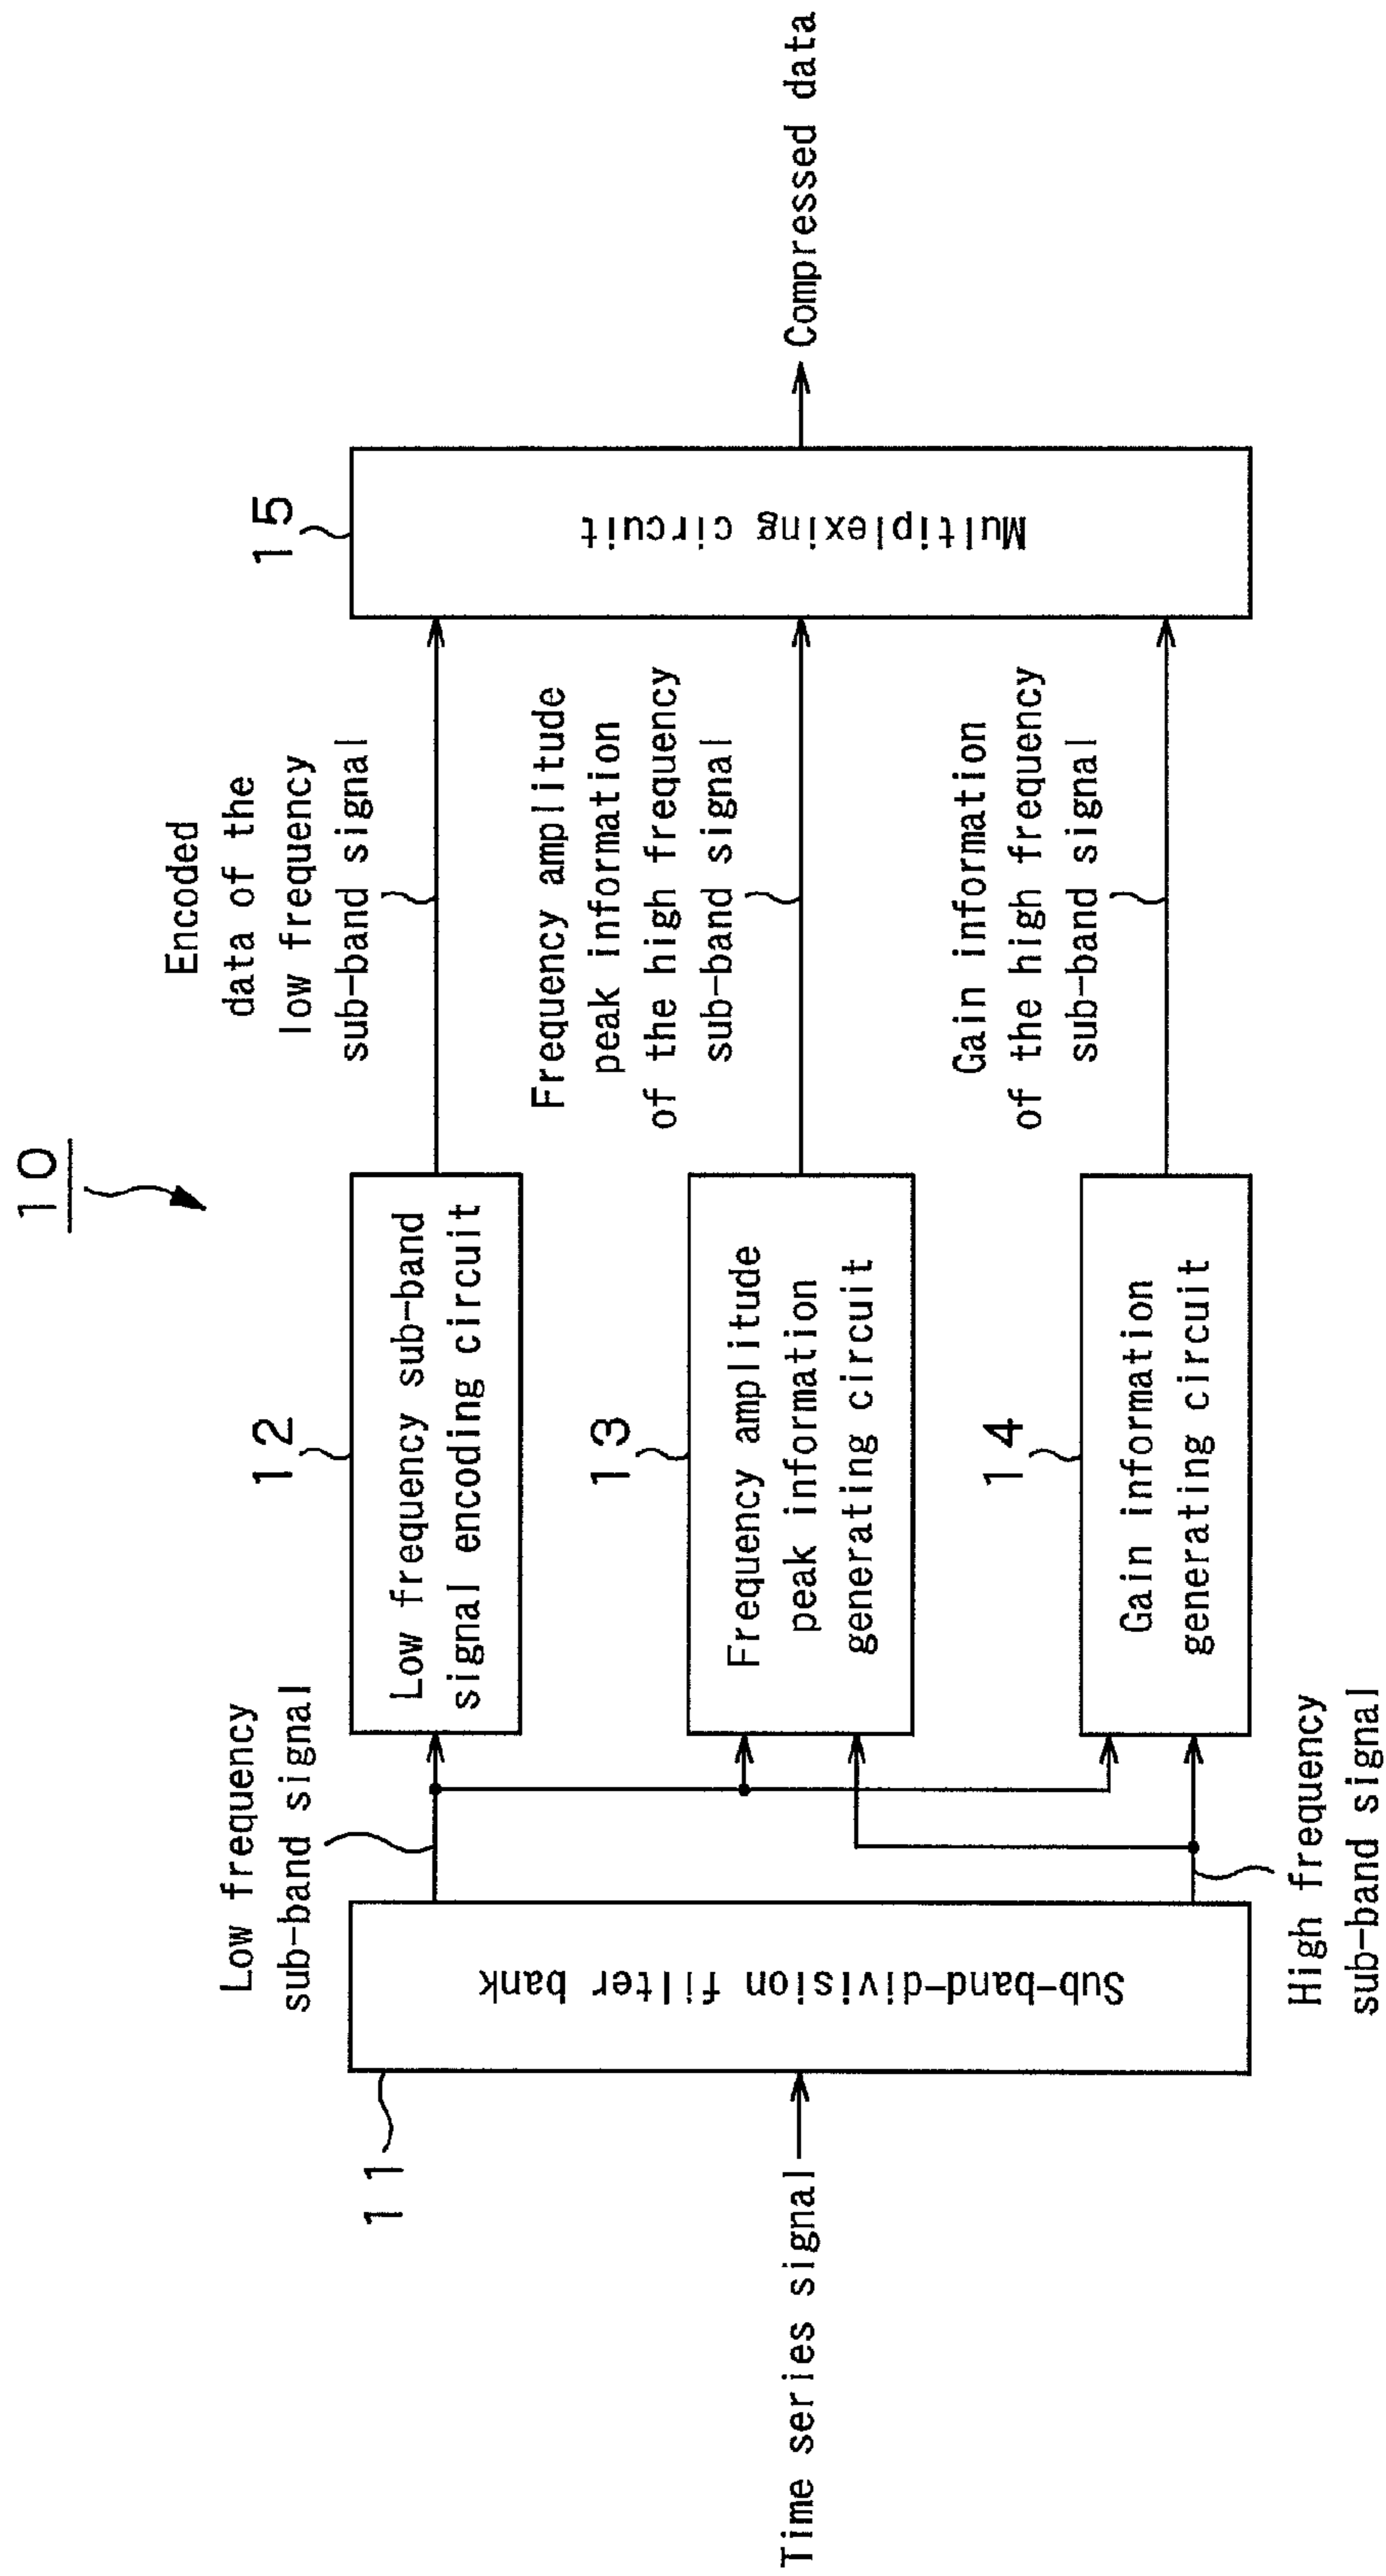 10
Time series signal
11
Sub-band-division filter bank
Low frequency
sub-band signal
High frequency
sub-band signal
12
Low frequency sub-band
signal encoding circuit
13
Frequency amplitude
peak information
generating circuit
14
Gain information
generating circuit
Encoded
data of the
low frequency
sub-band signal
Frequency amplitude
peak information
of the high frequency
sub-band signal
Gain information
of the high frequency
sub-band signal
15
Multiplexing circuit
Compressed data